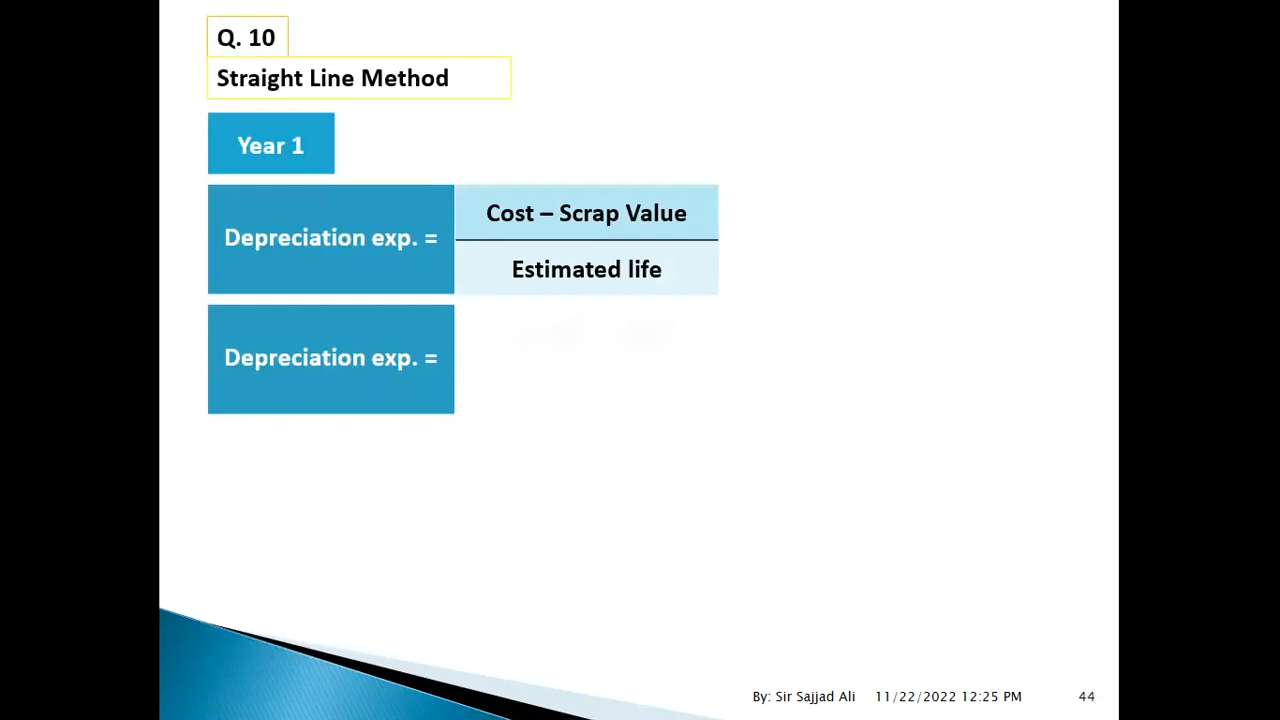 Q. 10
Straight Line Method
Year 1
Depreciation exp. =
Cost – Scrap Value
Estimated life
Depreciation exp. =
By: Sir Sajjad Ali 11/22/2022 12:25 PM 44